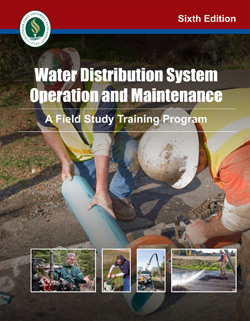 Sixth Edition
Water Distribution System
Operation and Maintenance
A Field Study Training Program